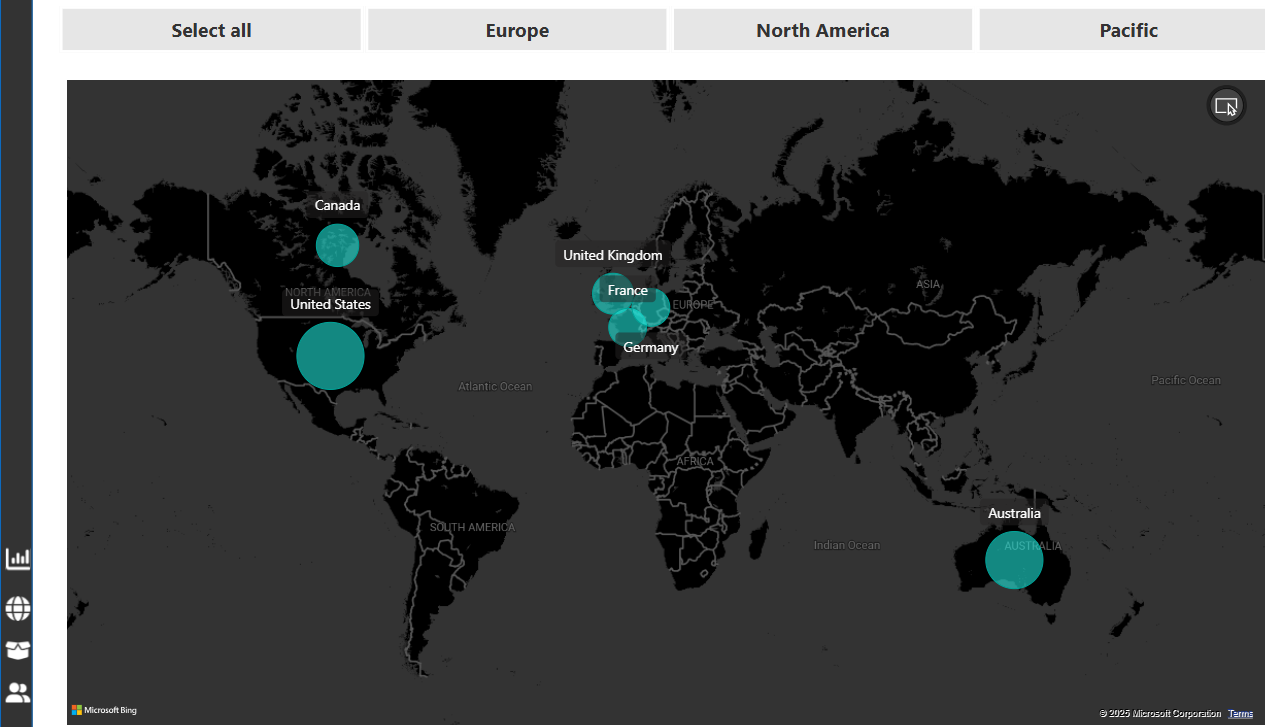 Select all
Europe
North America
Pacific
Canada
United Kingdom
NORTH AMERICA
United States
France
EUROPE
ASIA
Germany
Atlantic Ocean
Pacific Ocean
AFRICA
SOUTH AMERICA
Australia
Indian Ocean
AUSTRALIA
Microsoft Bing
© 2025 Microsoft Corporation Terms